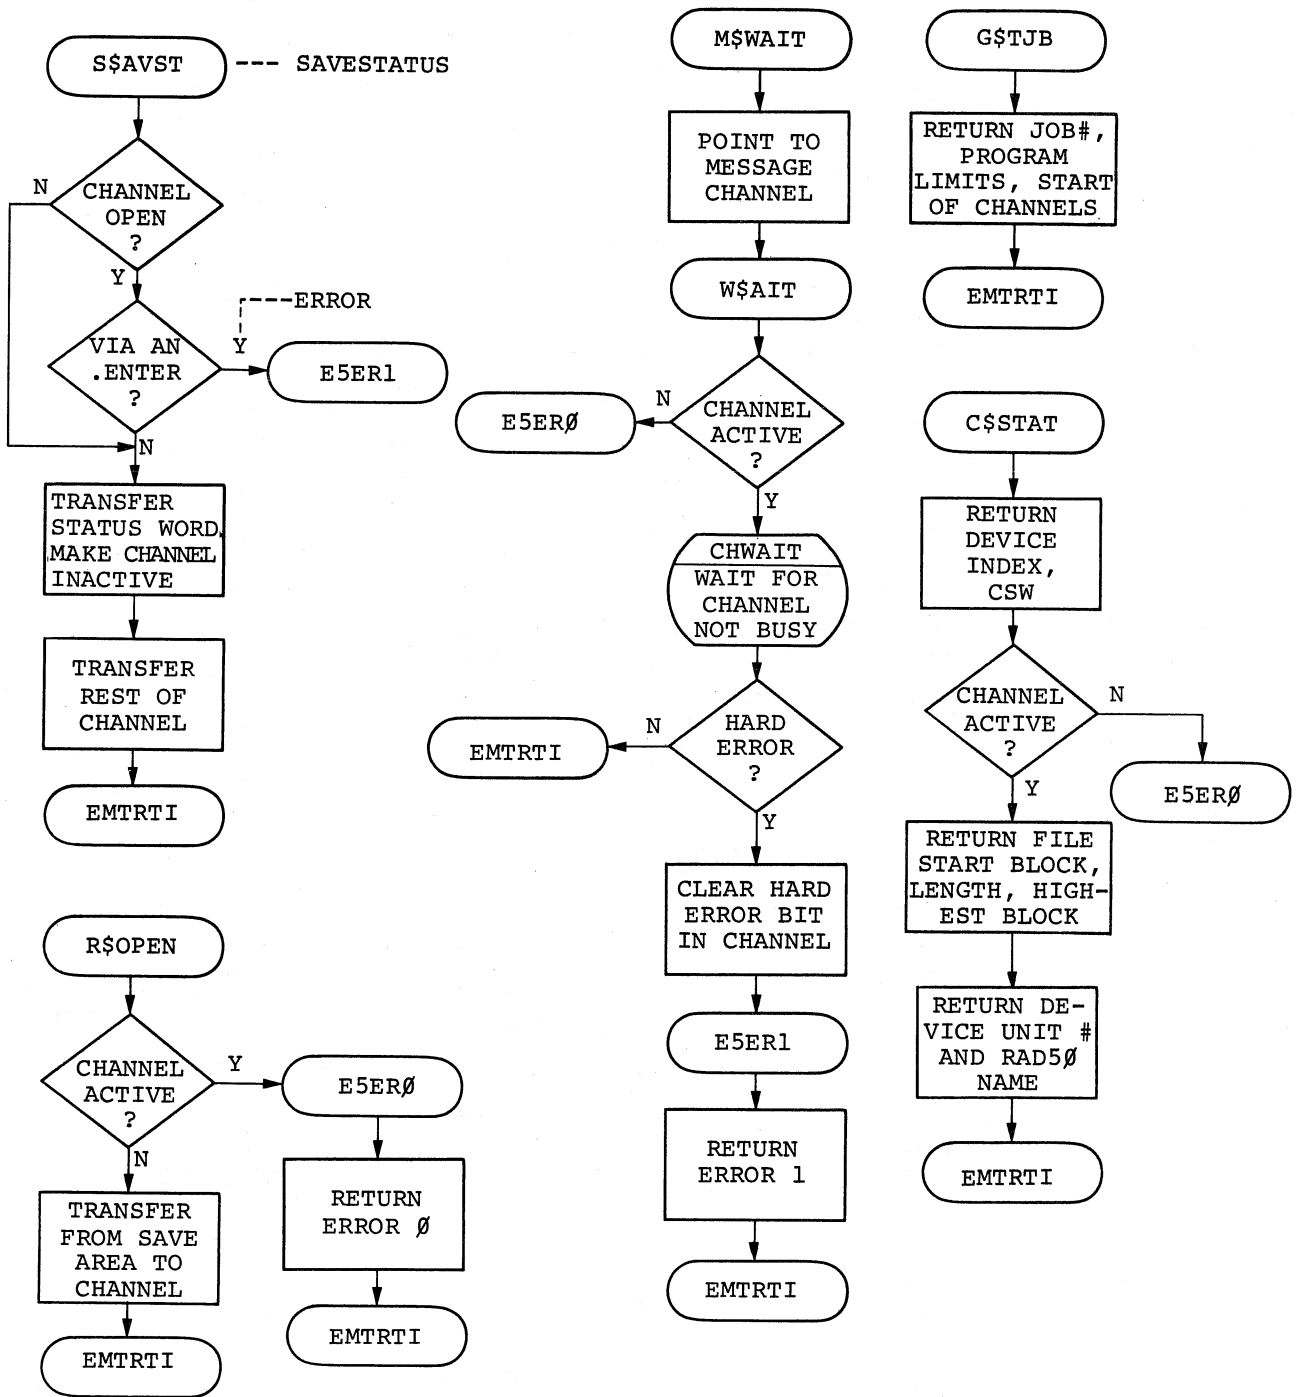 S$AVST --- SAVESTATUS
CHANNEL
OPEN
?
N
Y
VIA AN
.ENTER
?
----ERROR
Y
E5ER1
N
TRANSFER
STATUS WORD,
MAKE CHANNEL
INACTIVE
TRANSFER
REST OF
CHANNEL
EMTRTI
R$OPEN
CHANNEL
ACTIVE
?
Y
E5ERØ
RETURN
ERROR Ø
EMTRTI
N
TRANSFER
FROM SAVE
AREA TO
CHANNEL
EMTRTI
M$WAIT
POINT TO
MESSAGE
CHANNEL
W$AIT
CHANNEL
ACTIVE
?
N
E5ERØ
Y
CHWAIT
WAIT FOR
CHANNEL
NOT BUSY
HARD
ERROR
?
N
EMTRTI
Y
CLEAR HARD
ERROR BIT
IN CHANNEL
E5ER1
RETURN
ERROR 1
EMTRTI
G$TJB
RETURN JOB#,
PROGRAM
LIMITS, START
OF CHANNELS
EMTRTI
C$STAT
RETURN
DEVICE
INDEX,
CSW
CHANNEL
ACTIVE
?
N
E5ERØ
Y
RETURN FILE
START BLOCK,
LENGTH, HIGH-
EST BLOCK
RETURN DE-
VICE UNIT #
AND RAD5Ø
NAME
EMTRTI